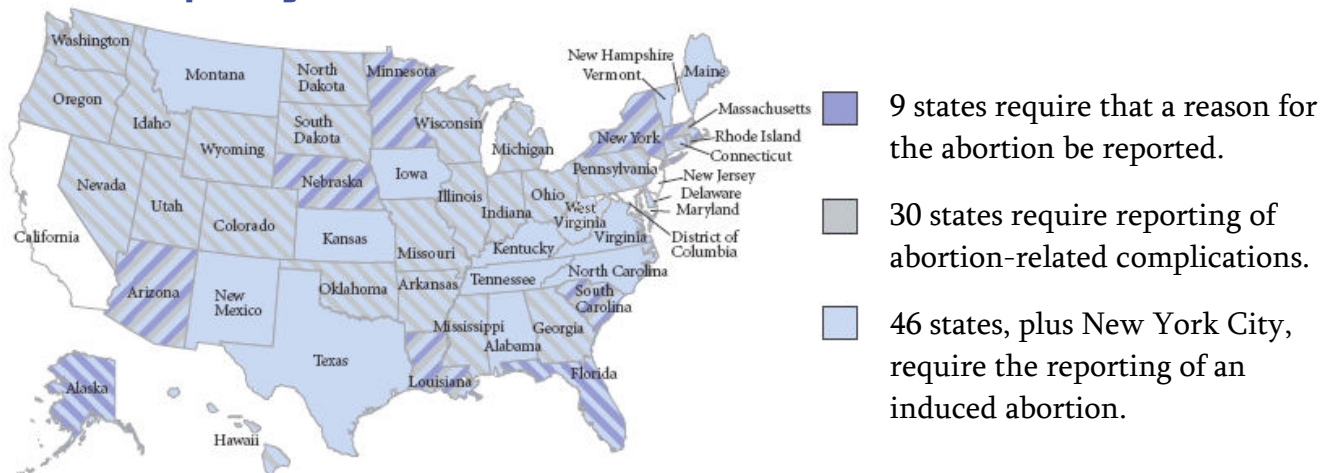 Washington
Montana
North
Dakota
Minnesota
New Hampshire
Vermont
Maine
Oregon
Idaho
South
Dakota
Wisconsin
Massachusetts
Wyoming
Michigan
New York
Rhode Island
Connecticut
Nebraska
Iowa
Pennsylvania
New Jersey
Nevada
Utah
Colorado
Illinois
Indiana
Ohio
West
Virginia
Delaware
Maryland
California
Kansas
Missouri
Kentucky
Virginia
District of
Columbia
Arizona
New
Mexico
Oklahoma
Arkansas
Tennessee
North Carolina
South
Carolina
Mississippi
Alabama
Georgia
Texas
Louisiana
Florida
Alaska
Hawaii
9 states require that a reason for
the abortion be reported.
30 states require reporting of
abortion-related complications.
46 states, plus New York City,
require the reporting of an
induced abortion.